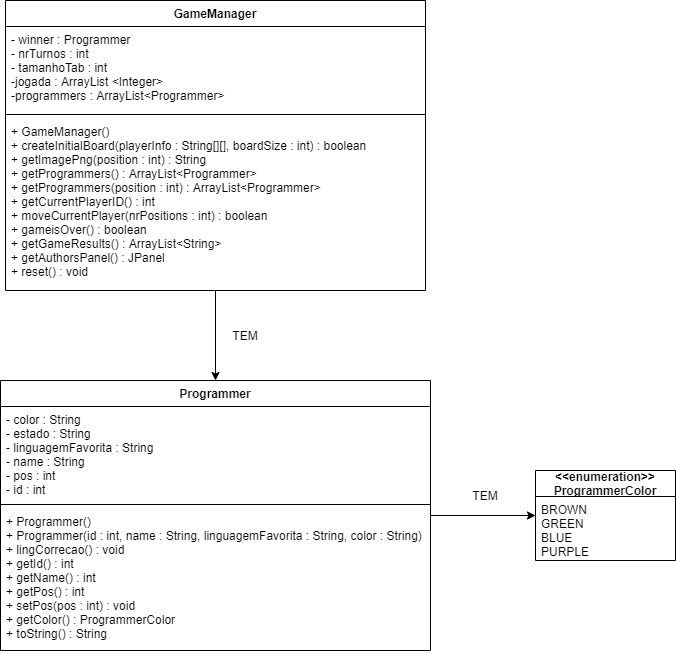 GameManager
- winner : Programmer
- nrTurnos : int
- tamanhoTab : int
-jogada : ArrayList <Integer>
-programmers : ArrayList<Programmer>
+ GameManager()
+ createInitialBoard(playerInfo : String[][], boardSize : int) : boolean
+ getImagePng(position : int) : String
+ getProgrammers() : ArrayList<Programmer>
+ getProgrammers(position : int) : ArrayList<Programmer>
+ getCurrentPlayerID() : int
+ moveCurrentPlayer(nrPositions : int) : boolean
+ gameisOver() : boolean
+ getGameResults() : ArrayList<String>
+ getAuthorsPanel() : JPanel
+ reset() : void
TEM
Programmer
- color : String
- estado : String
- linguagemFavorita : String
- name : String
- pos : int
- id : int
+ Programmer()
+ Programmer(id : int, name : String, linguagemFavorita : String, color : String)
+ lingCorrecao() : void
+ getId() : int
+ getName() : int
+ getPos() : int
+ setPos(pos : int) : void
+ getColor() : ProgrammerColor
+ toString() : String
TEM
<<enumeration>>
ProgrammerColor
BROWN
GREEN
BLUE
PURPLE